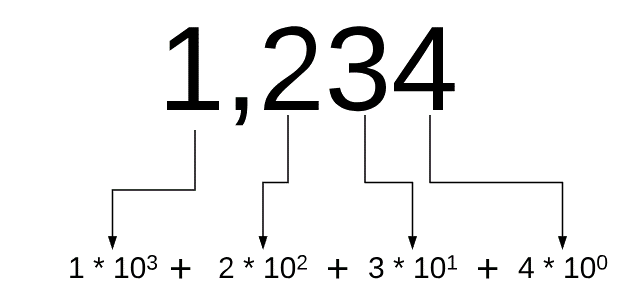 1,234
1 * 10³ + 2 * 10² + 3 * 10¹ + 4 * 10⁰